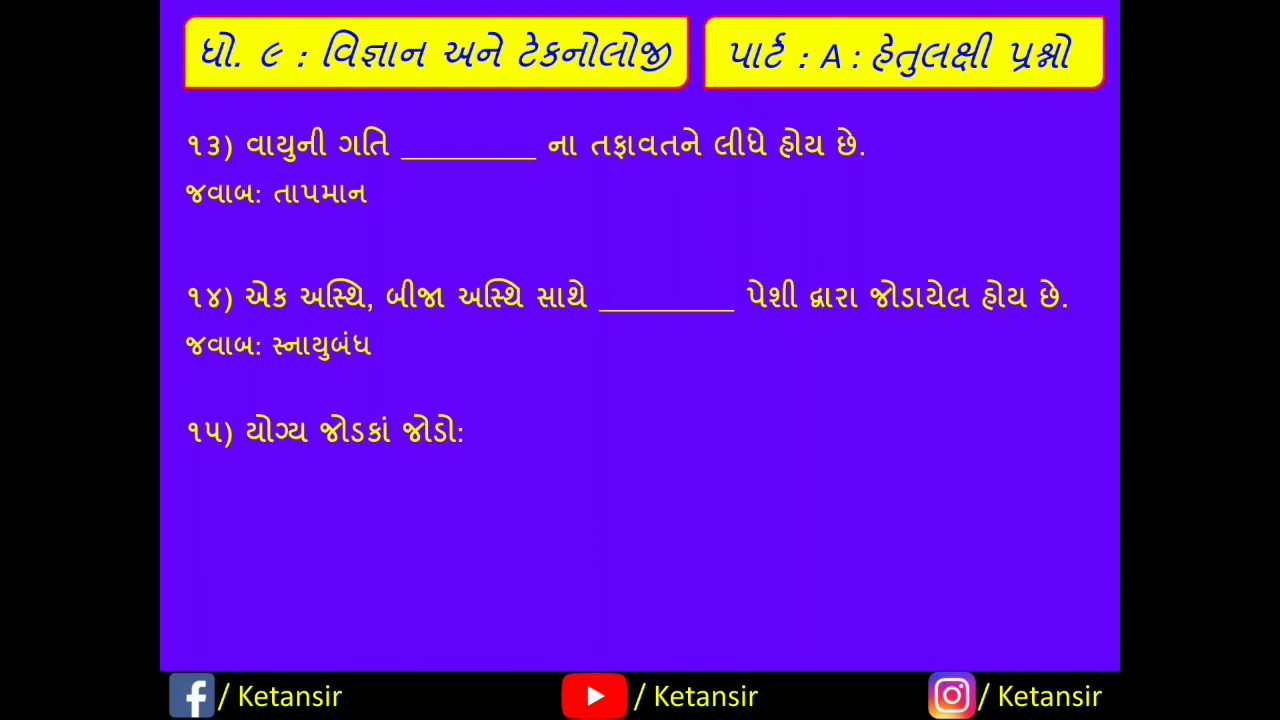 ધો. ૯ : વિજ્ઞાન અને ટેકનોલોજી
પાર્ટ : A : હેતુલક્ષી પ્રશ્નો
૧૩) વાયુની ગતિ _________ ના તફાવતને લીધે હોય છે.
જવાબ: તાપમાન
૧૪) એક અસ્થિ, બીજા અસ્થિ સાથે _________ પેશી દ્વારા જોડાયેલ હોય છે.
જવાબ: સ્નાયુબંધ
૧૫) યોગ્ય જોડકાં જોડો:
/ Ketansir
/ Ketansir
/ Ketansir